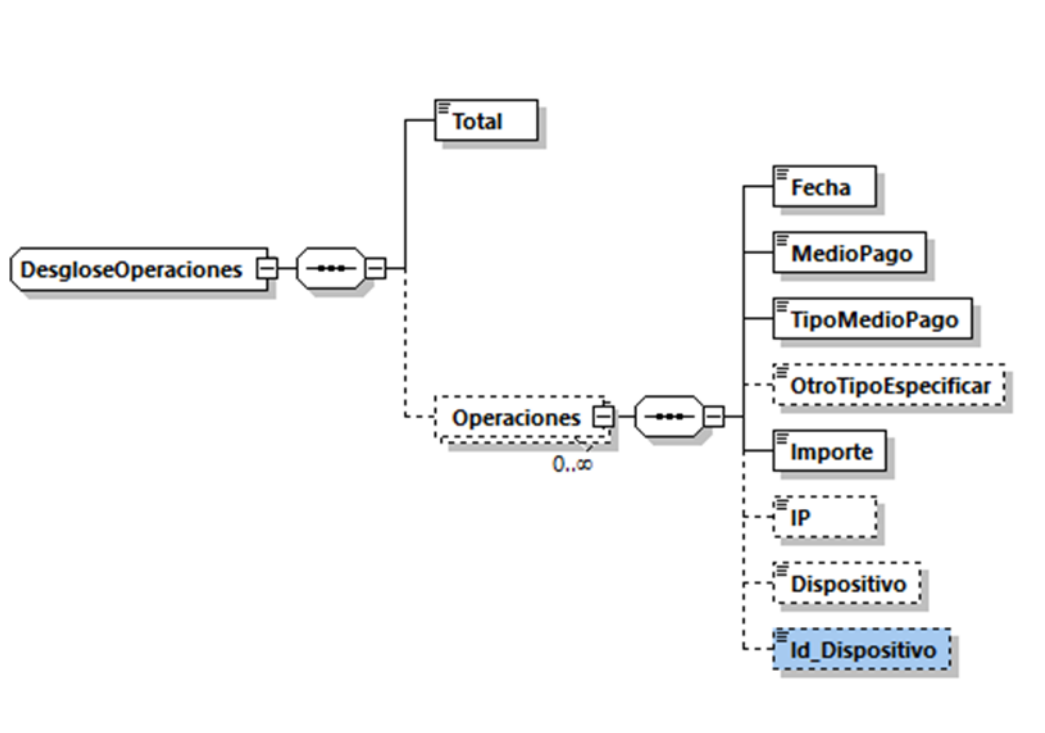 Total
Fecha
MedioPago
DesgloseOperaciones
TipoMedioPago
OtroTipoEspecificar
Operaciones
Importe
0..∞
IP
Dispositivo
Id_Dispositivo